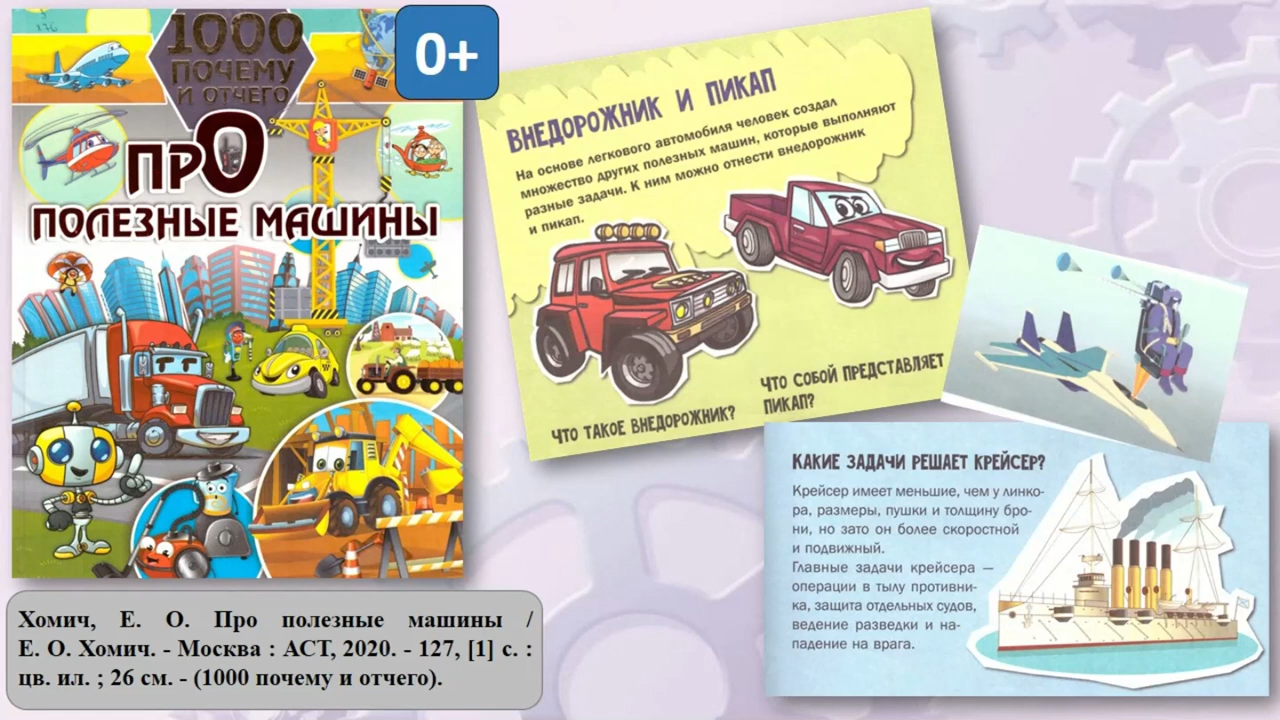 1000
ПОЧЕМУ
И ОТЧЕГО
ПРО
ПОЛЕЗНЫЕ МАШИНЫ
0+
ВНЕДОРОЖНИК И ПИКАП
На основе легкового автомобиля человек создал
множество других полезных машин, которые выполняют
разные задачи. К ним можно отнести внедорожник
и пикап.
ЧТО ТАКОЕ ВНЕДОРОЖНИК?
ЧТО СОБОЙ ПРЕДСТАВЛЯЕТ
ПИКАП?
КАКИЕ ЗАДАЧИ РЕШАЕТ КРЕЙСЕР?
Крейсер имеет меньшие, чем у линко-
ра, размеры, пушки и толщину бро-
ни, но зато он более скоростной
и подвижный.
Главные задачи крейсера —
операции в тылу противни-
ка, защита отдельных судов,
ведение разведки и на-
падение на врага.
Хомич, Е. О. Про полезные машины /
Е. О. Хомич. - Москва : АСТ, 2020. - 127, [1] с. :
цв. ил. ; 26 см. - (1000 почему и отчего).